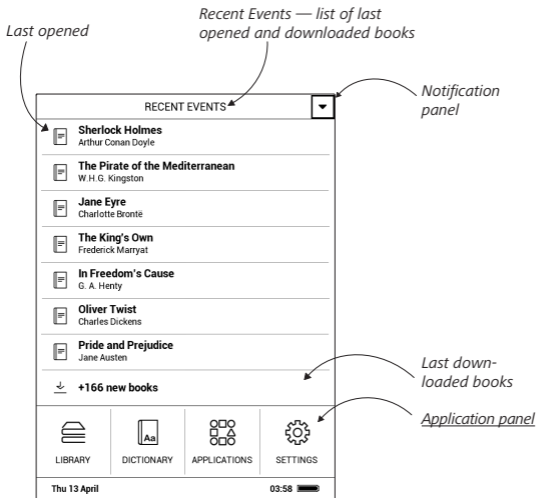 Last opened
Recent Events — list of last
opened and downloaded books
Notification
panel
RECENT EVENTS
Sherlock Holmes
Arthur Conan Doyle
The Pirate of the Mediterranean
W.H.G. Kingston
Jane Eyre
Charlotte Brontë
The King's Own
Frederick Marryat
In Freedom's Cause
G. A. Henty
Oliver Twist
Charles Dickens
Pride and Prejudice
Jane Austen
+166 new books
Last down-
loaded books
Application panel
Aa
LIBRARY
DICTIONARY
APPLICATIONS
SETTINGS
Thu 13 April
03:58